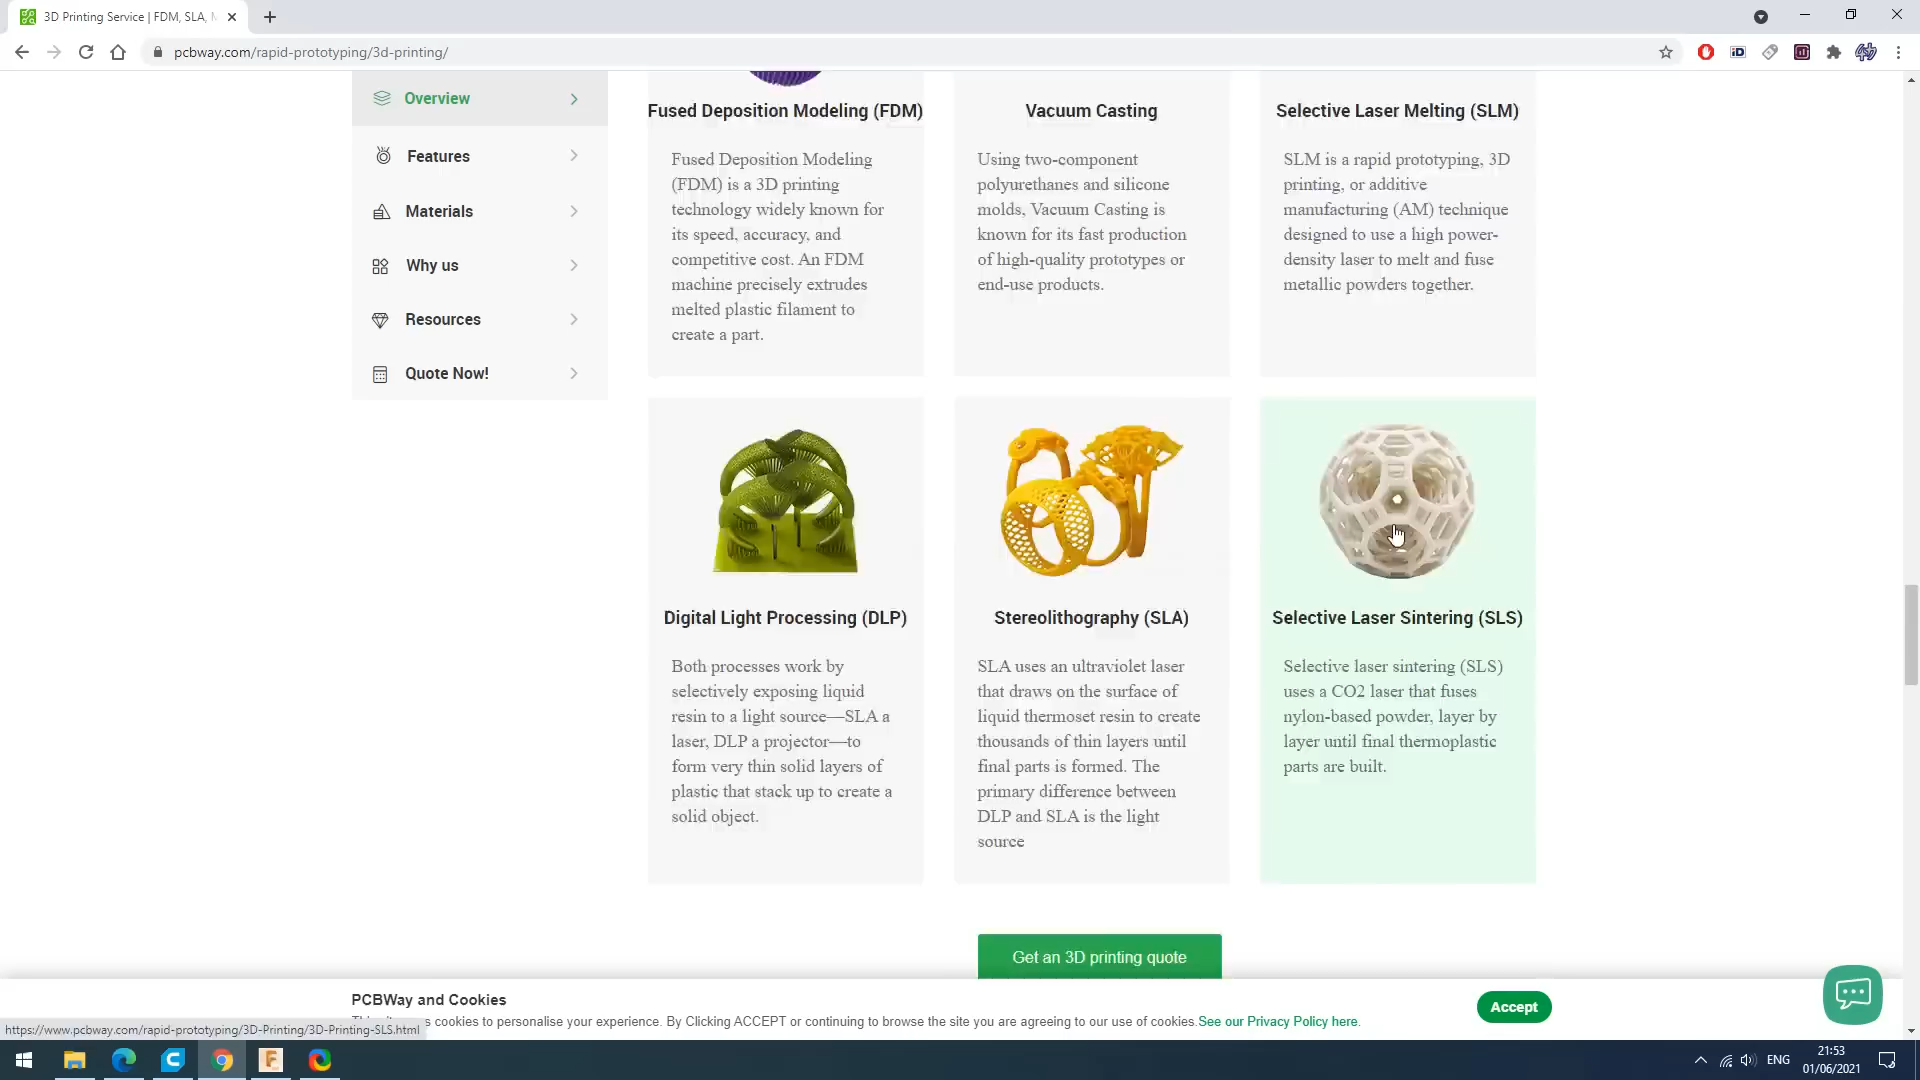 3D Printing Service | FDM, SLA,
pcbway.com/rapid-prototyping/3d-printing/
Overview
Features
Materials
Why us
Resources
Quote Now!
Fused Deposition Modeling (FDM)
Fused Deposition Modeling
(FDM) is a 3D printing
technology widely known for
its speed, accuracy, and
competitive cost. An FDM
machine precisely extrudes
melted plastic filament to
create a part.
Vacuum Casting
Using two-component
polyurethanes and silicone
molds, Vacuum Casting is
known for its fast production
of high-quality prototypes or
end-use products.
Selective Laser Melting (SLM)
SLM is a rapid prototyping, 3D
printing, or additive
manufacturing (AM) technique
designed to use a high power-
density laser to melt and fuse
metallic powders together.
Digital Light Processing (DLP)
Both processes work by
selectively exposing liquid
resin to a light source—SLA a
laser, DLP a projector—to
form very thin solid layers of
plastic that stack up to create a
solid object.
Stereolithography (SLA)
SLA uses an ultraviolet laser
that draws on the surface of
liquid thermoset resin to create
thousands of thin layers until
final parts is formed. The
primary difference between
DLP and SLA is the light
source
Selective Laser Sintering (SLS)
Selective laser sintering (SLS)
uses a CO2 laser that fuses
nylon-based powder, layer by
layer until final thermoplastic
parts are built.
Get an 3D printing quote
PCBWay and Cookies
s cookies to personalise your experience. By Clicking ACCEPT or continuing to browse the site you are agreeing to our use of cookies.See our Privacy Policy here.
Accept
https://www.pcbway.com/rapid-prototyping/3D-Printing/3D-Printing-SLS.html
ENG
21:53
01/06/2021